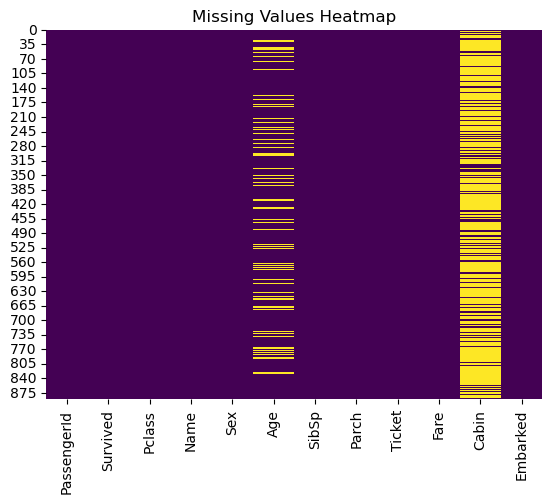 Missing Values Heatmap
0
35
70
105
140
175
210
245
280
315
350
385
420
455
490
525
560
595
630
665
700
735
770
805
840
875
PassengerId
Survived
Pclass
Name
Sex
Age
SibSp
Parch
Ticket
Fare
Cabin
Embarked